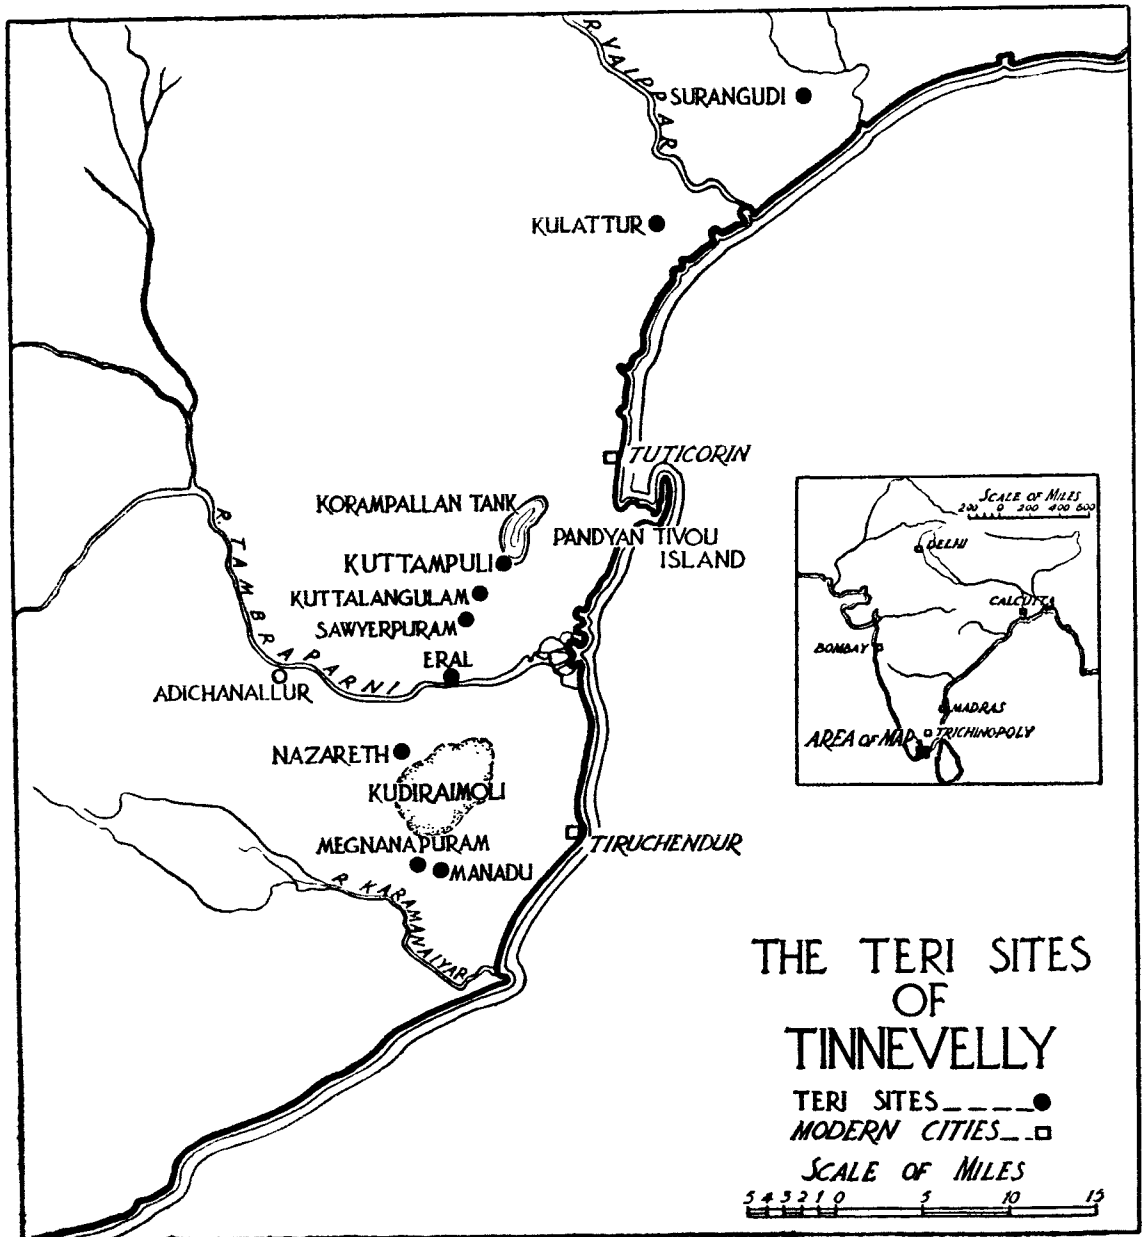 R. VAIPPAR
SURANGUDI
KULATTUR
TUTICORIN
KORAMPALLAN TANK
PANDYAN TIVOU
ISLAND
KUTTAMPULI
KUTTALANGULAM
SAWYERPURAM
ERAL
R. TAMBRAPARNI
ADICHANALLUR
NAZARETH
KUDIRAIMOLI
MEGNANAPURAM
MANADU
TIRUCHENDUR
R. KARAMANAIYAR
SCALE OF MILES
200 0 200 400 600
DELHI
CALCUTTA
BOMBAY
MADRAS
TRICHINOPOLY
AREA OF MAP
THE TERI SITES
OF
TINNEVELLY
TERI SITES
MODERN CITIES
SCALE OF MILES
5 4 3 2 1 0 5 10 15